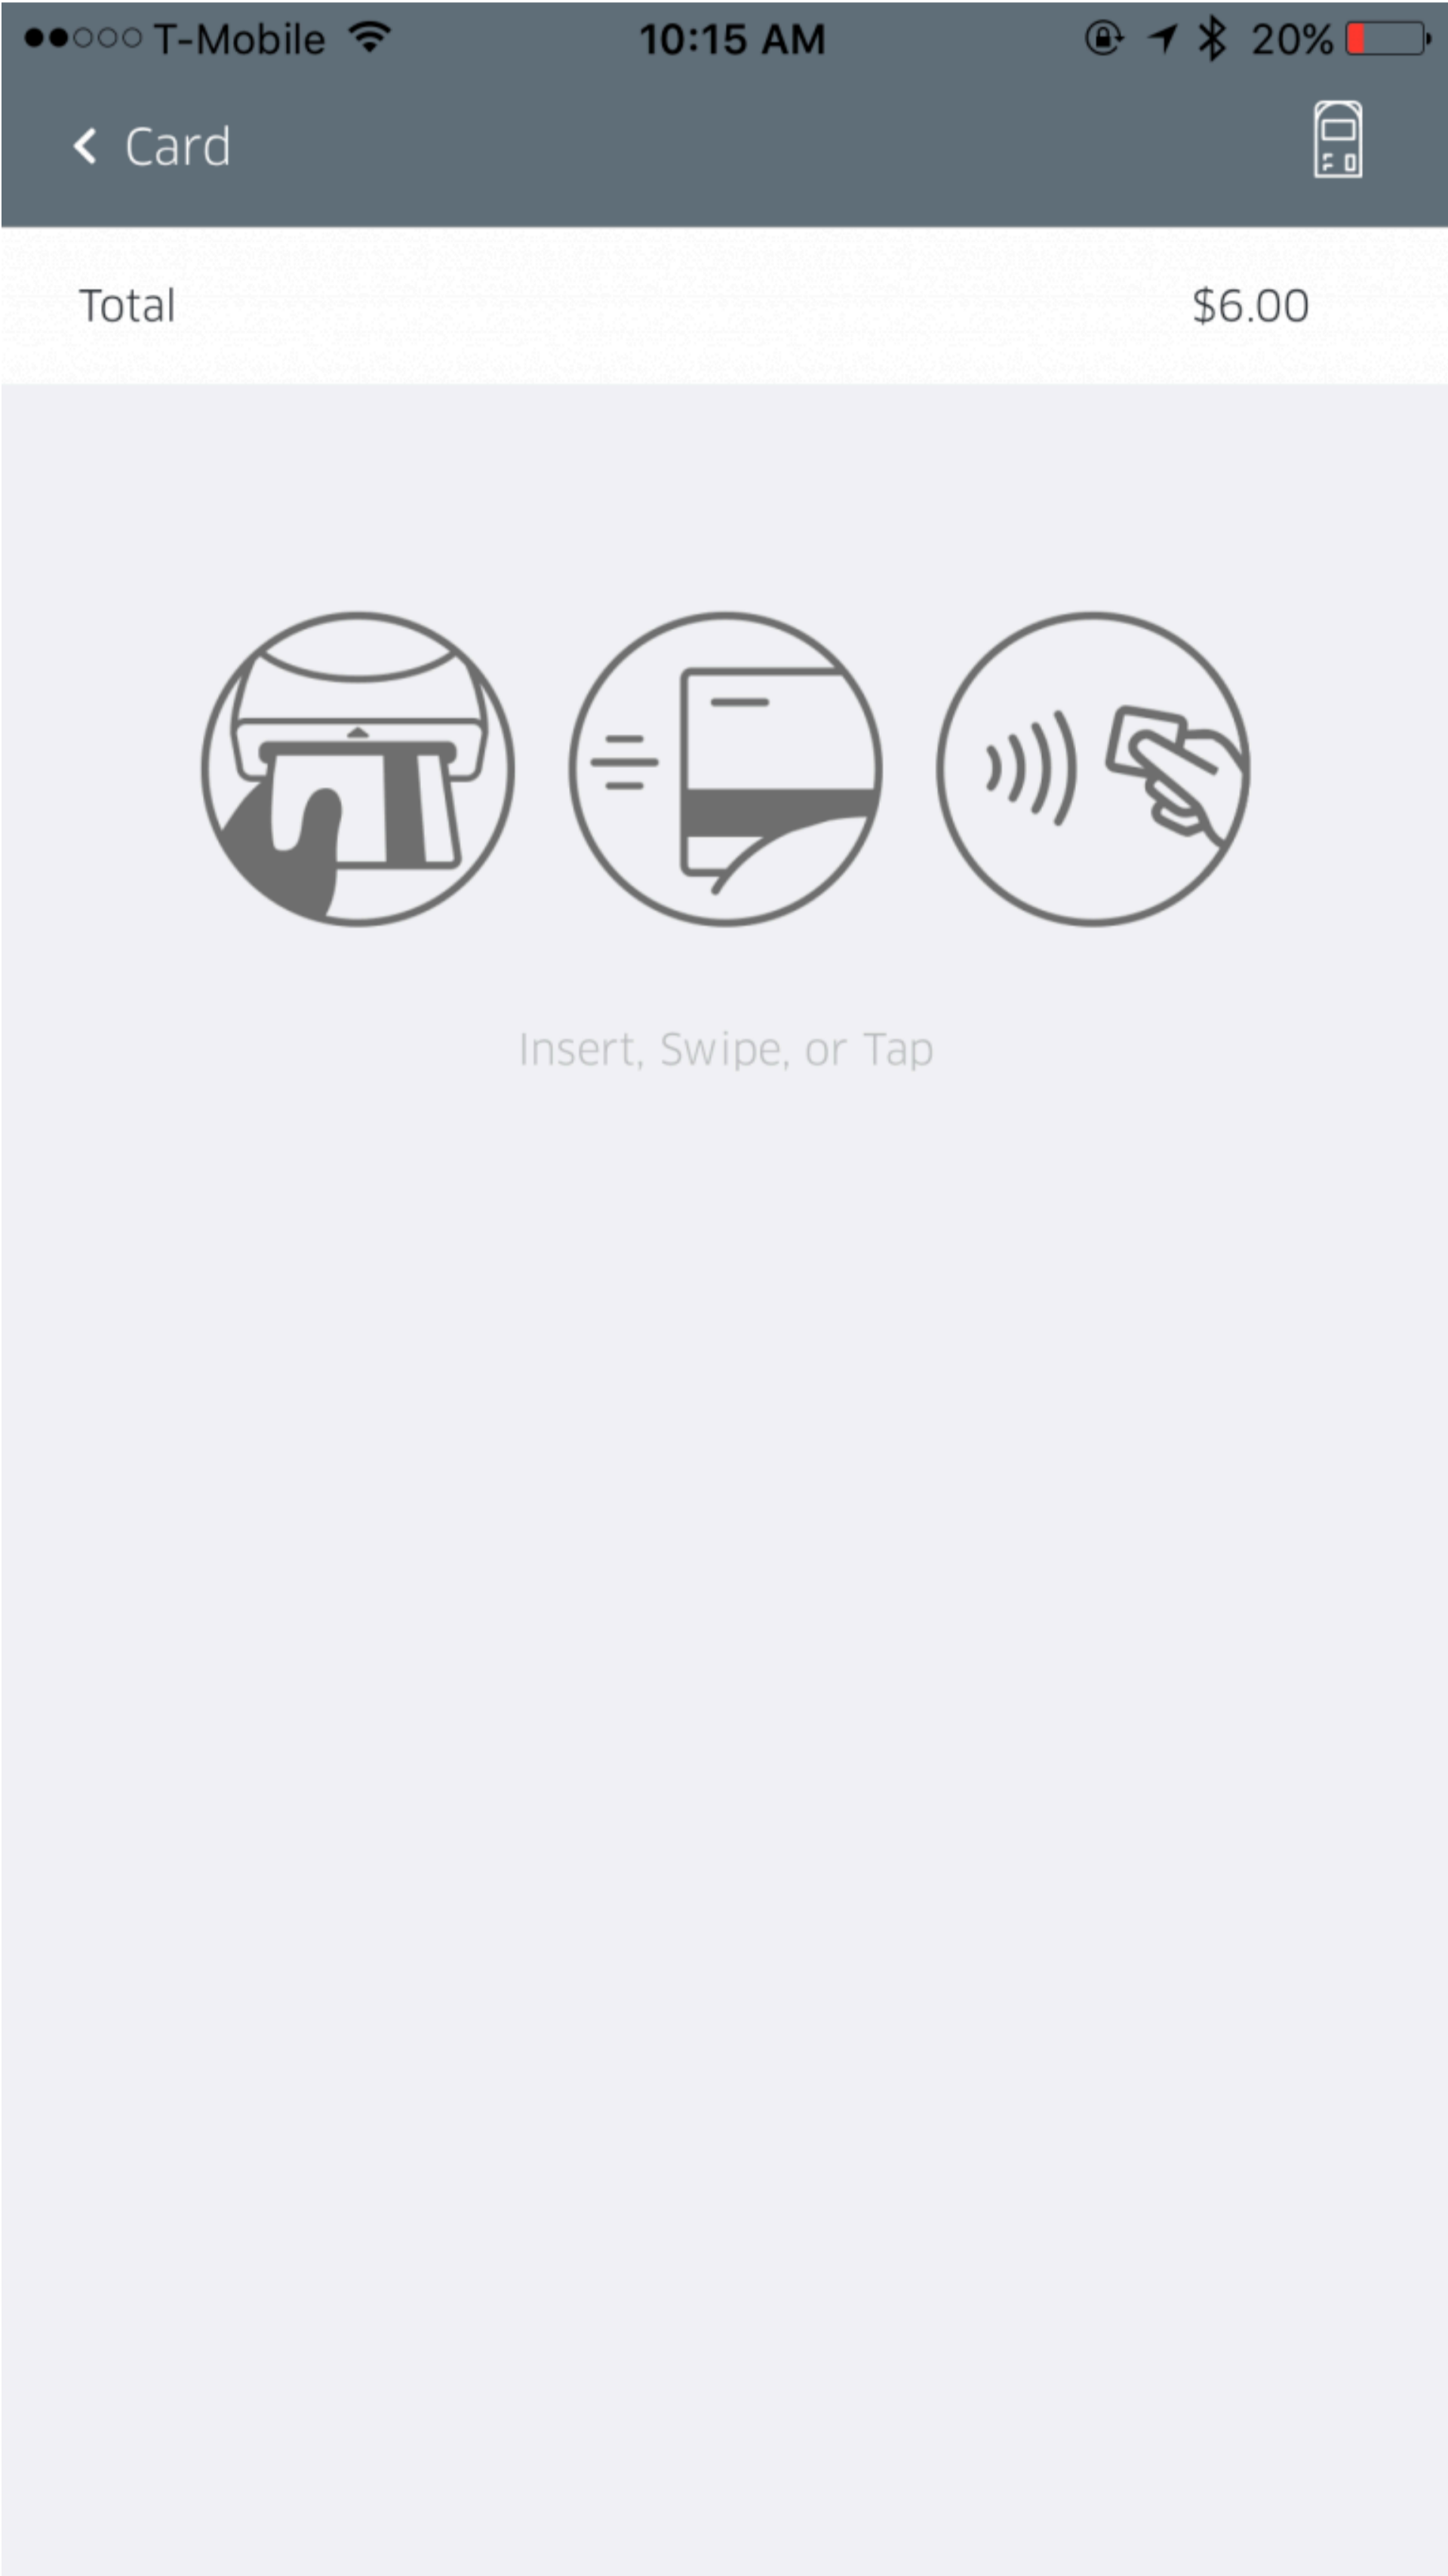 T-Mobile 10:15 AM 20%
Card
Total $6.00
Insert, Swipe, or Tap